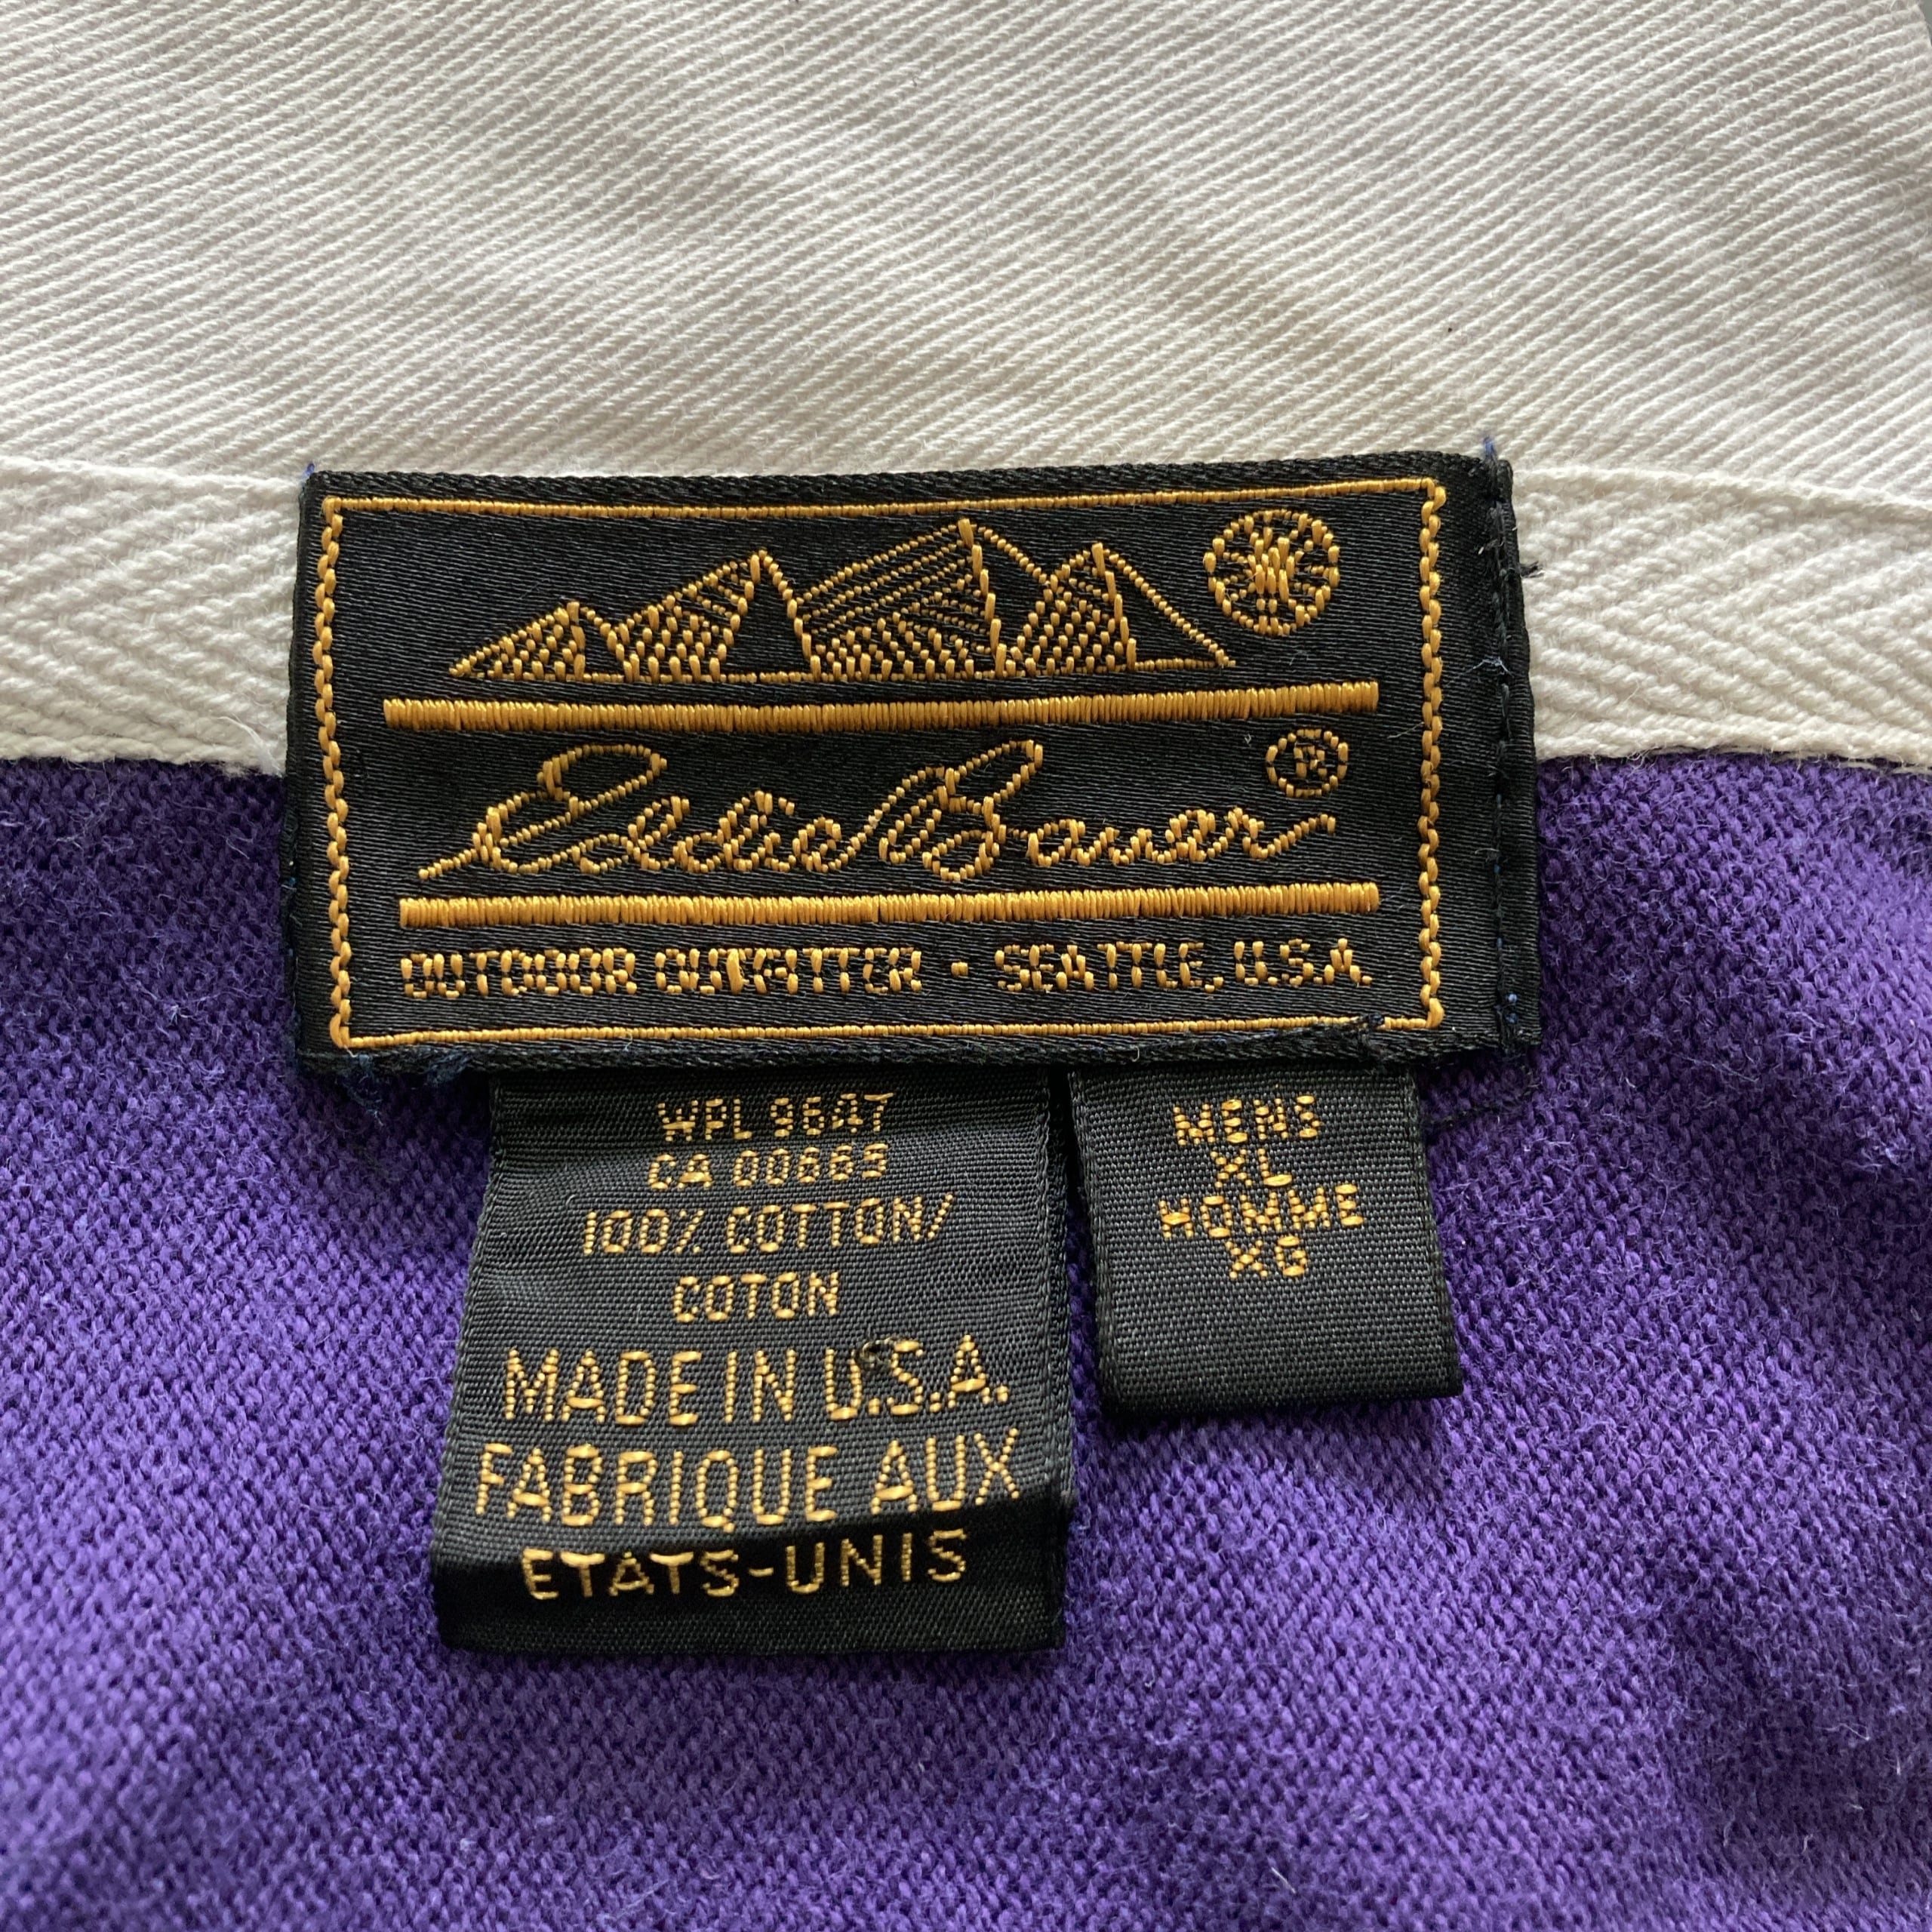 Eddie Bauer ®
OUTDOOR OUTFITTER • SEATTLE, U.S.A.
WPL 9647
CA 00665
100% COTTON/
COTON
MADE IN U.S.A.
FABRIQUE AUX
ETATS-UNIS
MENS
XL
HOMME
XG